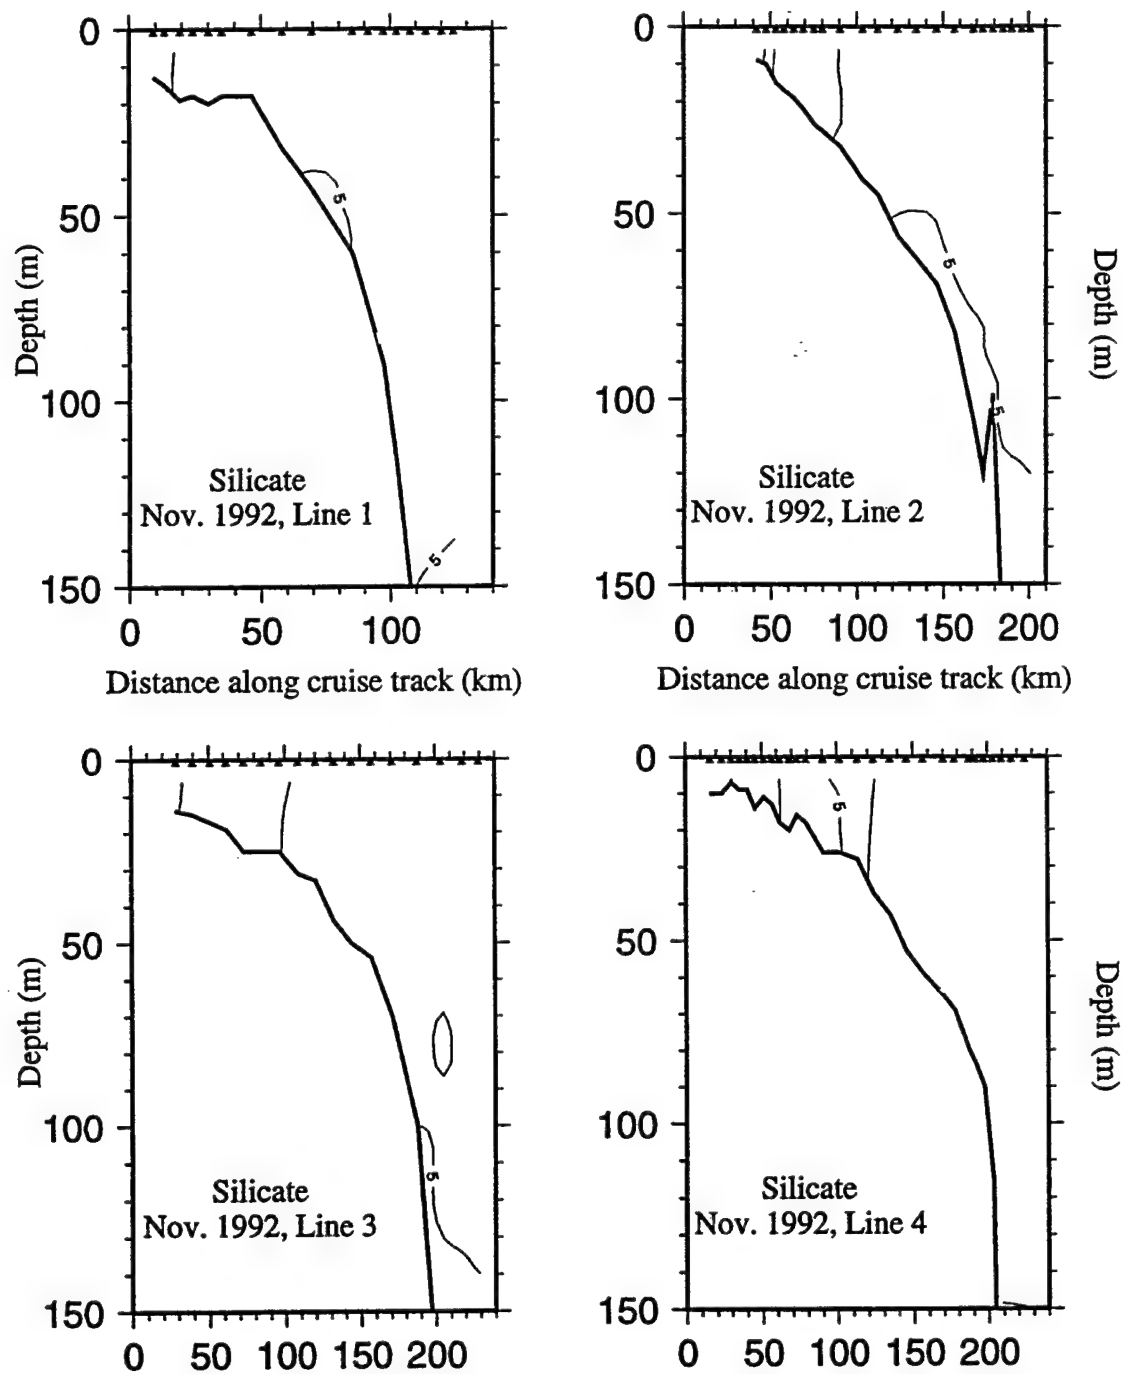 0
50
100
150
Depth (m)
5
5
Silicate
Nov. 1992, Line 1
0 50 100
Distance along cruise track (km)
0
50
100
150
Depth (m)
5
5
Silicate
Nov. 1992, Line 2
0 50 100 150 200
Distance along cruise track (km)
0
50
100
150
Depth (m)
5
Silicate
Nov. 1992, Line 3
0 50 100 150 200
0
50
100
150
Depth (m)
5
Silicate
Nov. 1992, Line 4
0 50 100 150 200